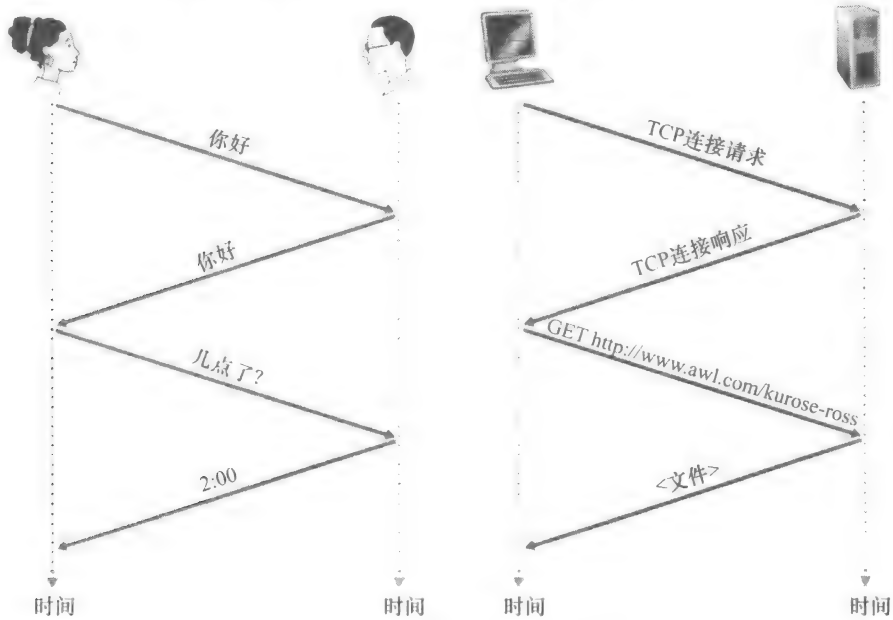 你好
你好
几点了?
2:00
时间
时间
TCP连接请求
TCP连接响应
GET http://www.awl.com/kurose-ross
<文件>
时间
时间